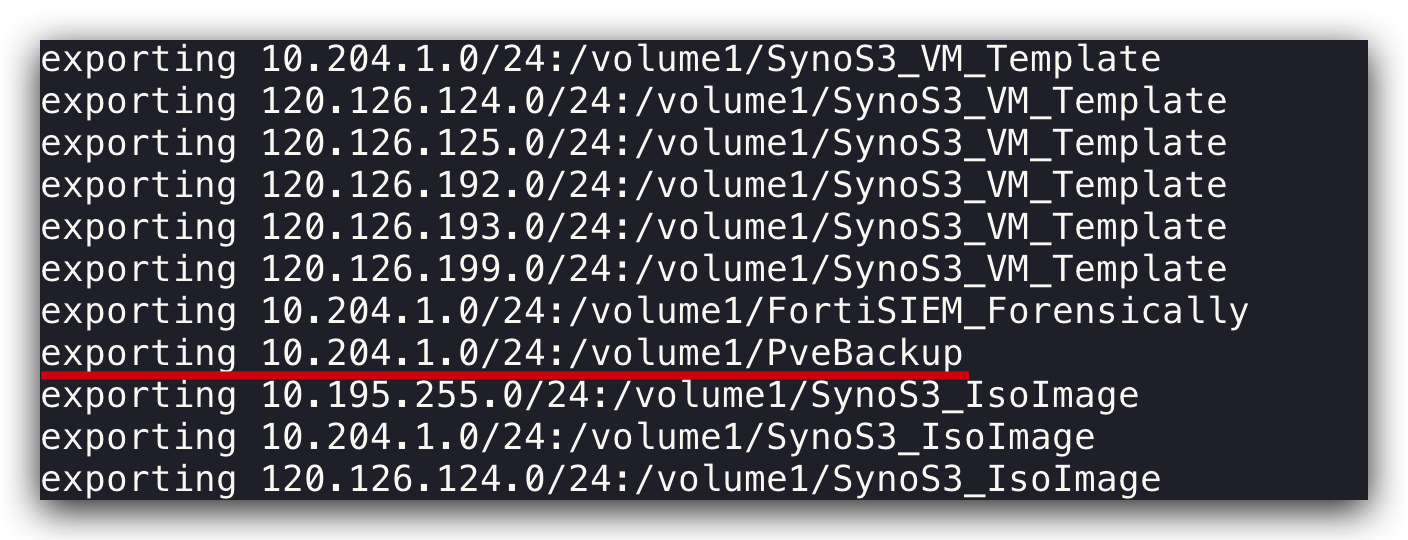 exporting 10.204.1.0/24:/volume1/SynoS3_VM_Template
exporting 120.126.124.0/24:/volume1/SynoS3_VM_Template
exporting 120.126.125.0/24:/volume1/SynoS3_VM_Template
exporting 120.126.192.0/24:/volume1/SynoS3_VM_Template
exporting 120.126.193.0/24:/volume1/SynoS3_VM_Template
exporting 120.126.199.0/24:/volume1/SynoS3_VM_Template
exporting 10.204.1.0/24:/volume1/FortiSIEM_Forensically
exporting 10.204.1.0/24:/volume1/PveBackup
exporting 10.195.255.0/24:/volume1/SynoS3_IsoImage
exporting 10.204.1.0/24:/volume1/SynoS3_IsoImage
exporting 120.126.124.0/24:/volume1/SynoS3_IsoImage